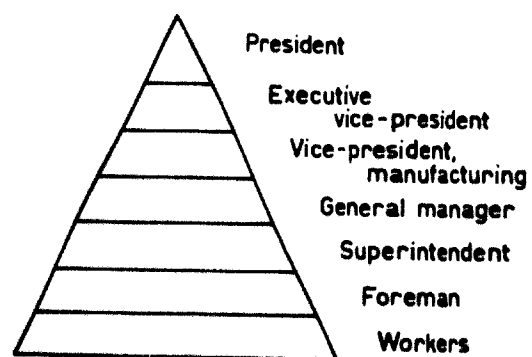 President
Executive
vice-president
Vice-president,
manufacturing
General manager
Superintendent
Foreman
Workers